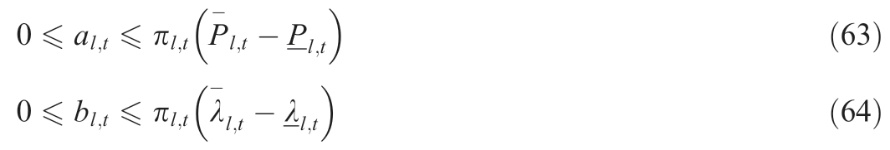 0 ⩽ a_{l,t} ⩽ π_{l,t}(P̄_{l,t} − P̲_{l,t}) (63)
0 ⩽ b_{l,t} ⩽ π_{l,t}(λ̄_{l,t} − λ̲_{l,t}) (64)